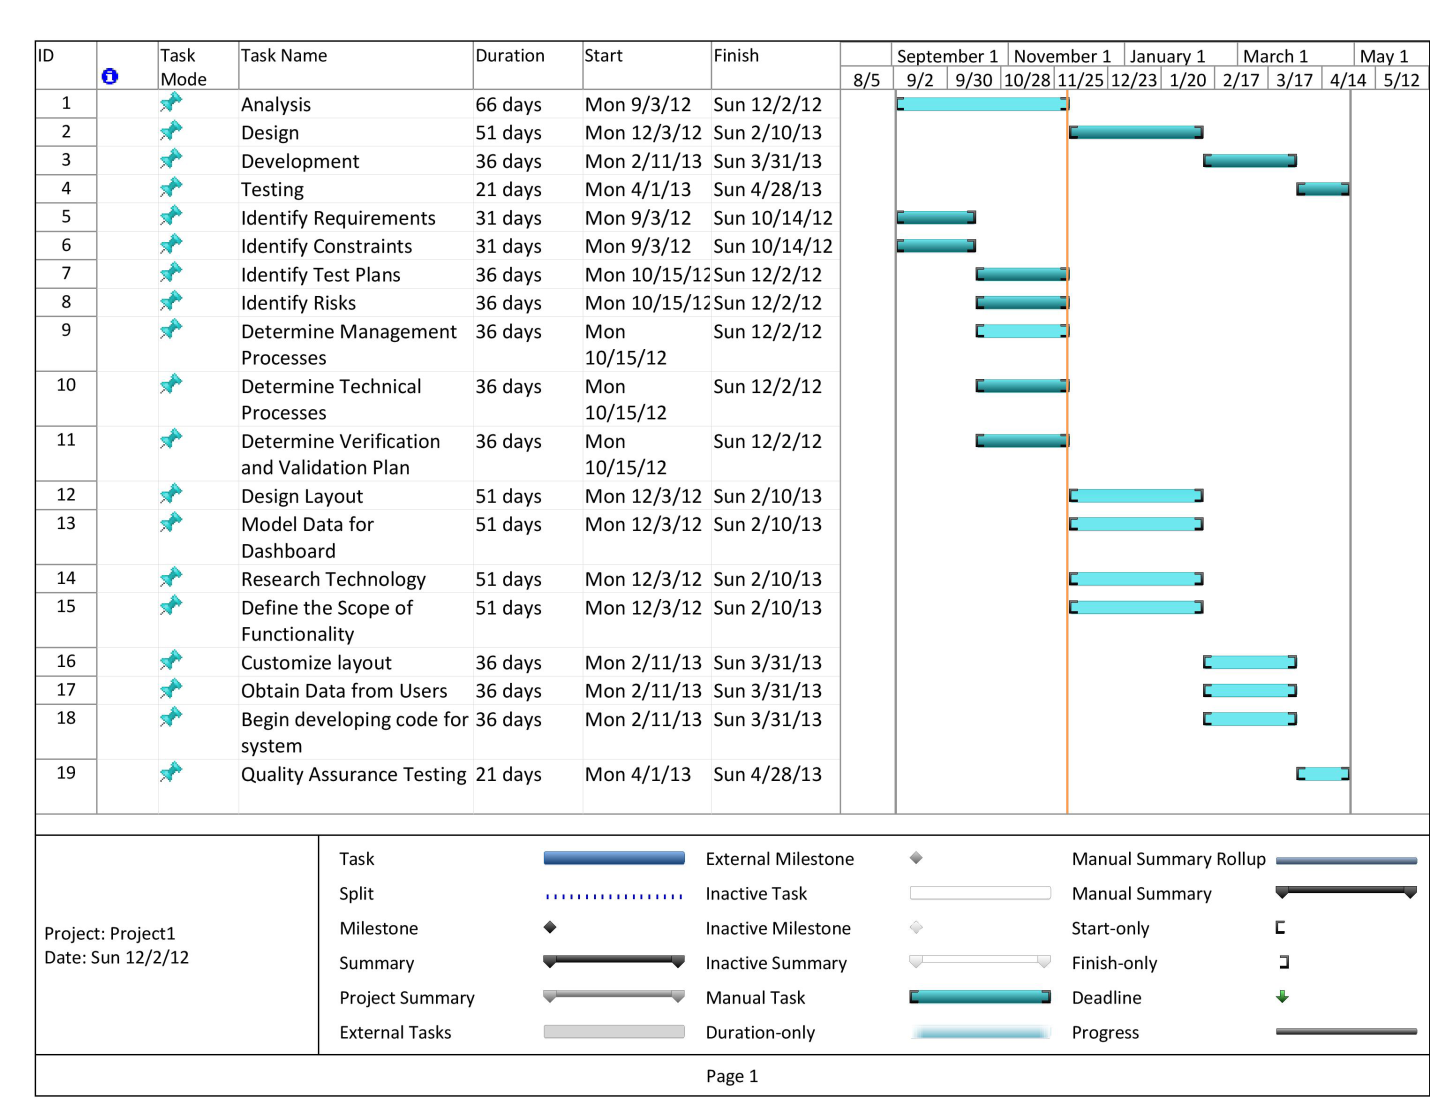 ID Task Mode Task Name Duration Start Finish
September 1 November 1 January 1 March 1 May 1
8/5 9/2 9/30 10/28 11/25 12/23 1/20 2/17 3/17 4/14 5/12
1 Analysis 66 days Mon 9/3/12 Sun 12/2/12
2 Design 51 days Mon 12/3/12 Sun 2/10/13
3 Development 36 days Mon 2/11/13 Sun 3/31/13
4 Testing 21 days Mon 4/1/13 Sun 4/28/13
5 Identify Requirements 31 days Mon 9/3/12 Sun 10/14/12
6 Identify Constraints 31 days Mon 9/3/12 Sun 10/14/12
7 Identify Test Plans 36 days Mon 10/15/12 Sun 12/2/12
8 Identify Risks 36 days Mon 10/15/12 Sun 12/2/12
9 Determine Management 36 days Mon Sun 12/2/12
Processes 10/15/12
10 Determine Technical 36 days Mon Sun 12/2/12
Processes 10/15/12
11 Determine Verification 36 days Mon Sun 12/2/12
and Validation Plan 10/15/12
12 Design Layout 51 days Mon 12/3/12 Sun 2/10/13
13 Model Data for 51 days Mon 12/3/12 Sun 2/10/13
Dashboard
14 Research Technology 51 days Mon 12/3/12 Sun 2/10/13
15 Define the Scope of 51 days Mon 12/3/12 Sun 2/10/13
Functionality
16 Customize layout 36 days Mon 2/11/13 Sun 3/31/13
17 Obtain Data from Users 36 days Mon 2/11/13 Sun 3/31/13
18 Begin developing code for 36 days Mon 2/11/13 Sun 3/31/13
system
19 Quality Assurance Testing 21 days Mon 4/1/13 Sun 4/28/13
Project: Project1
Date: Sun 12/2/12
Task External Milestone Manual Summary Rollup
Split Inactive Task Manual Summary
Milestone Inactive Milestone Start-only
Summary Inactive Summary Finish-only
Project Summary Manual Task Deadline
External Tasks Duration-only Progress
Page 1